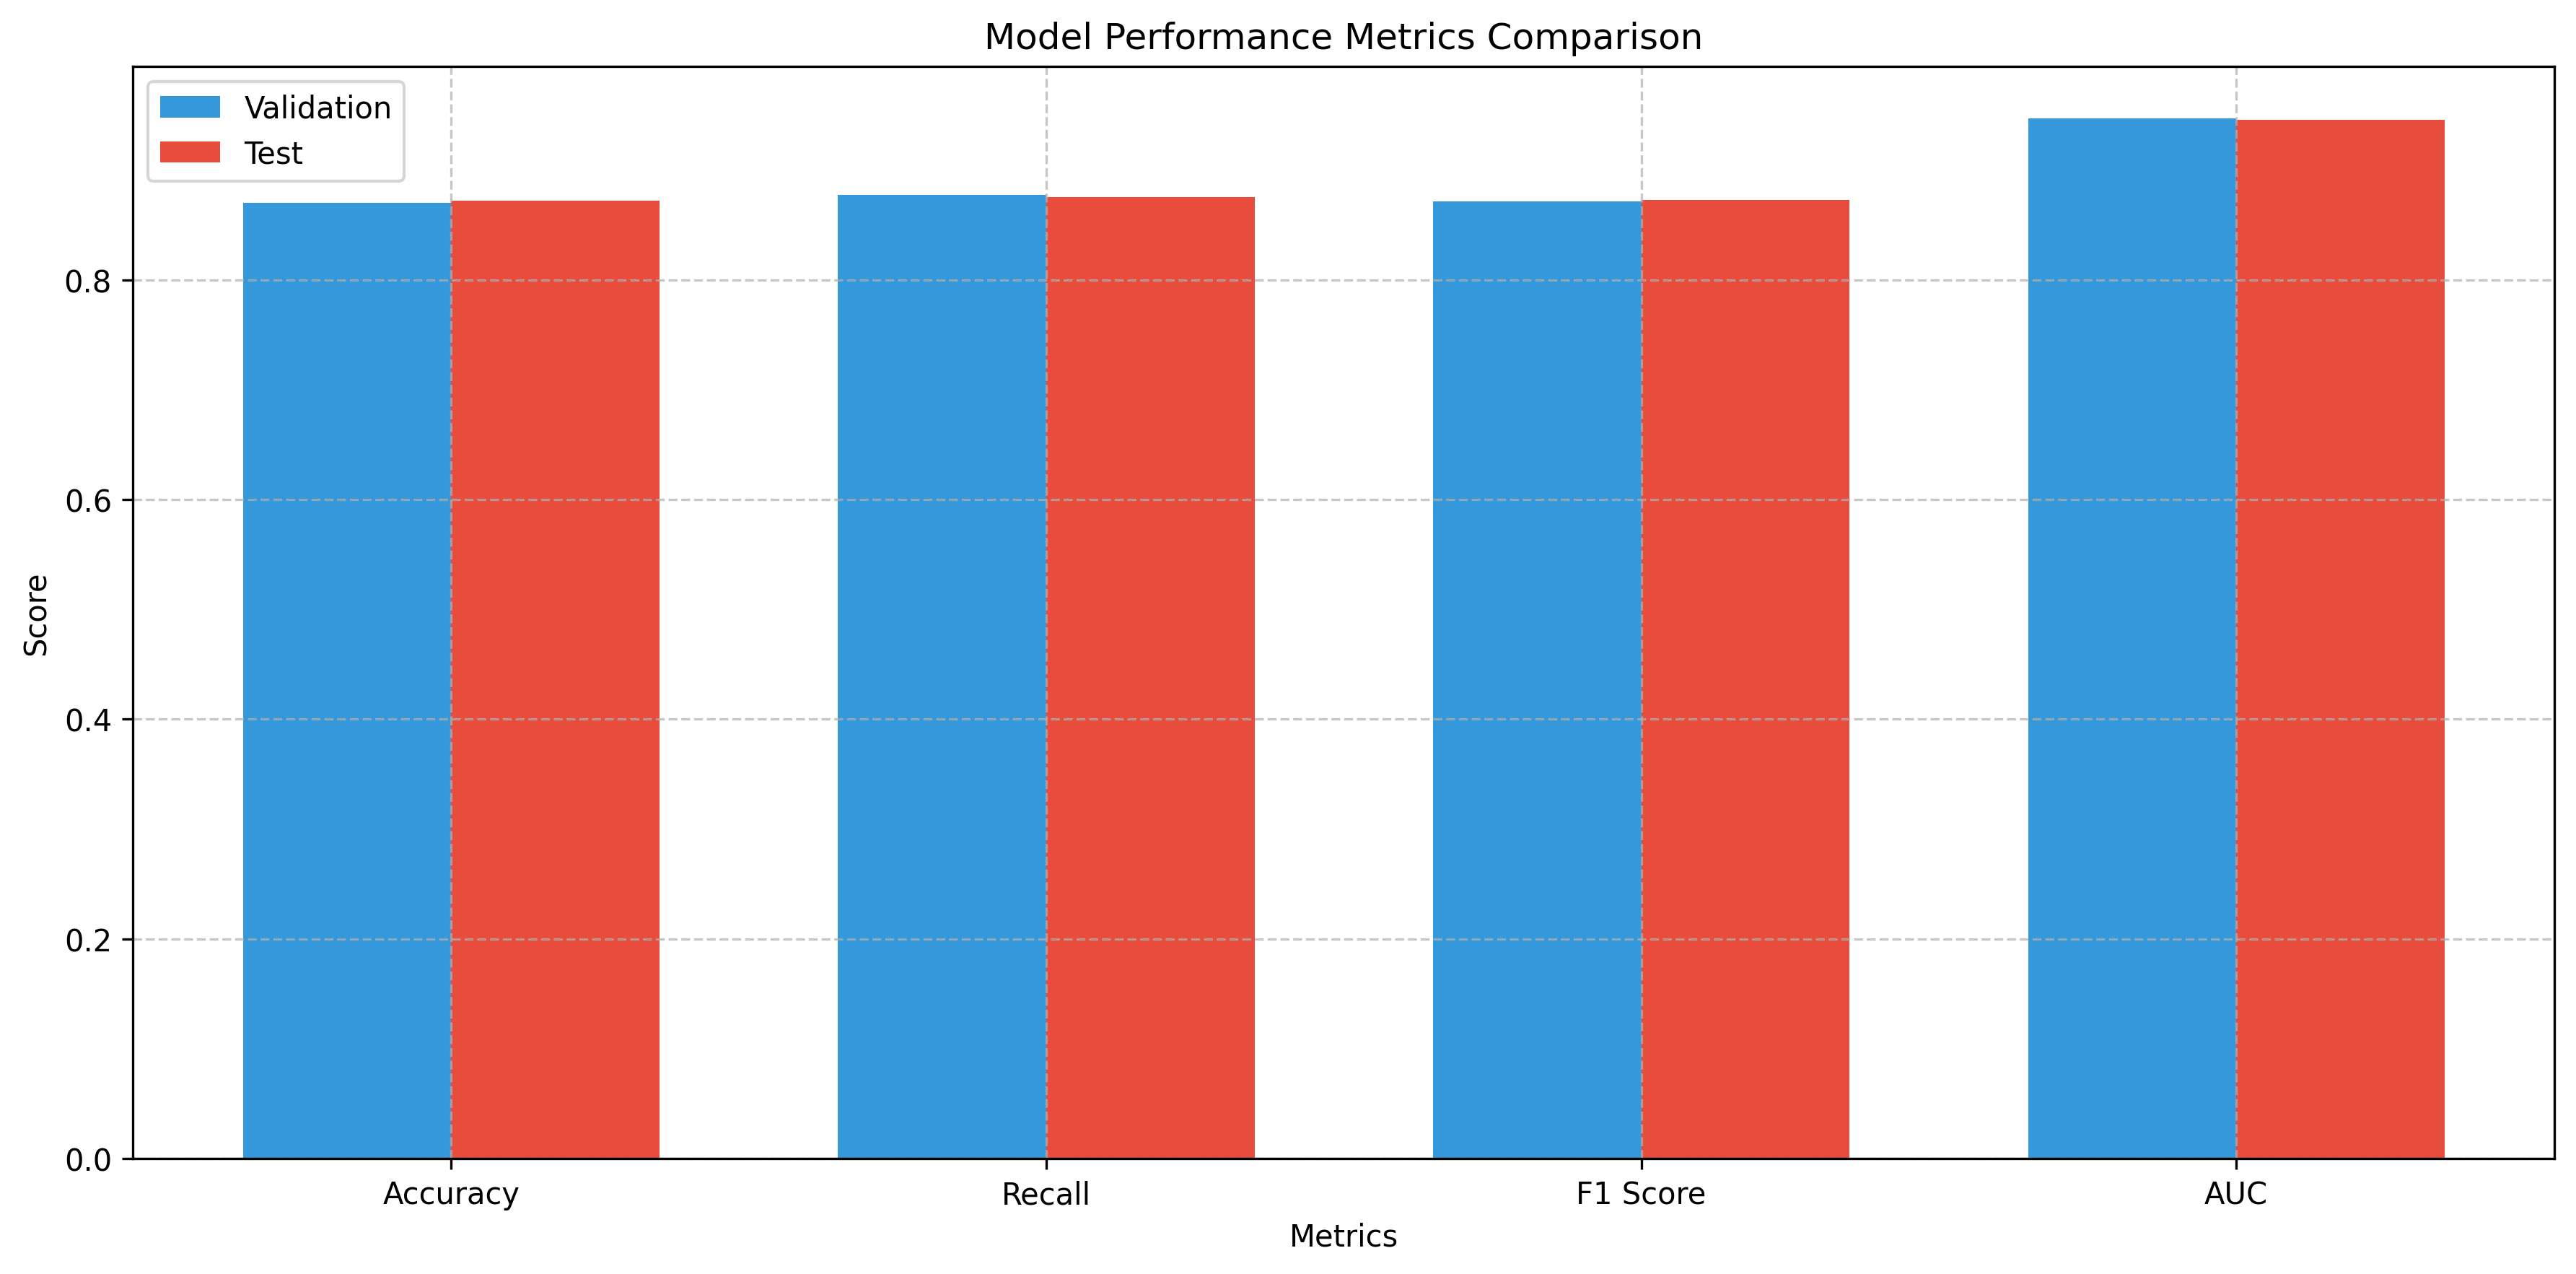 Model Performance Metrics Comparison
Validation
Test
0.8
0.6
0.4
0.2
0.0
Score
Accuracy
Recall
F1 Score
AUC
Metrics